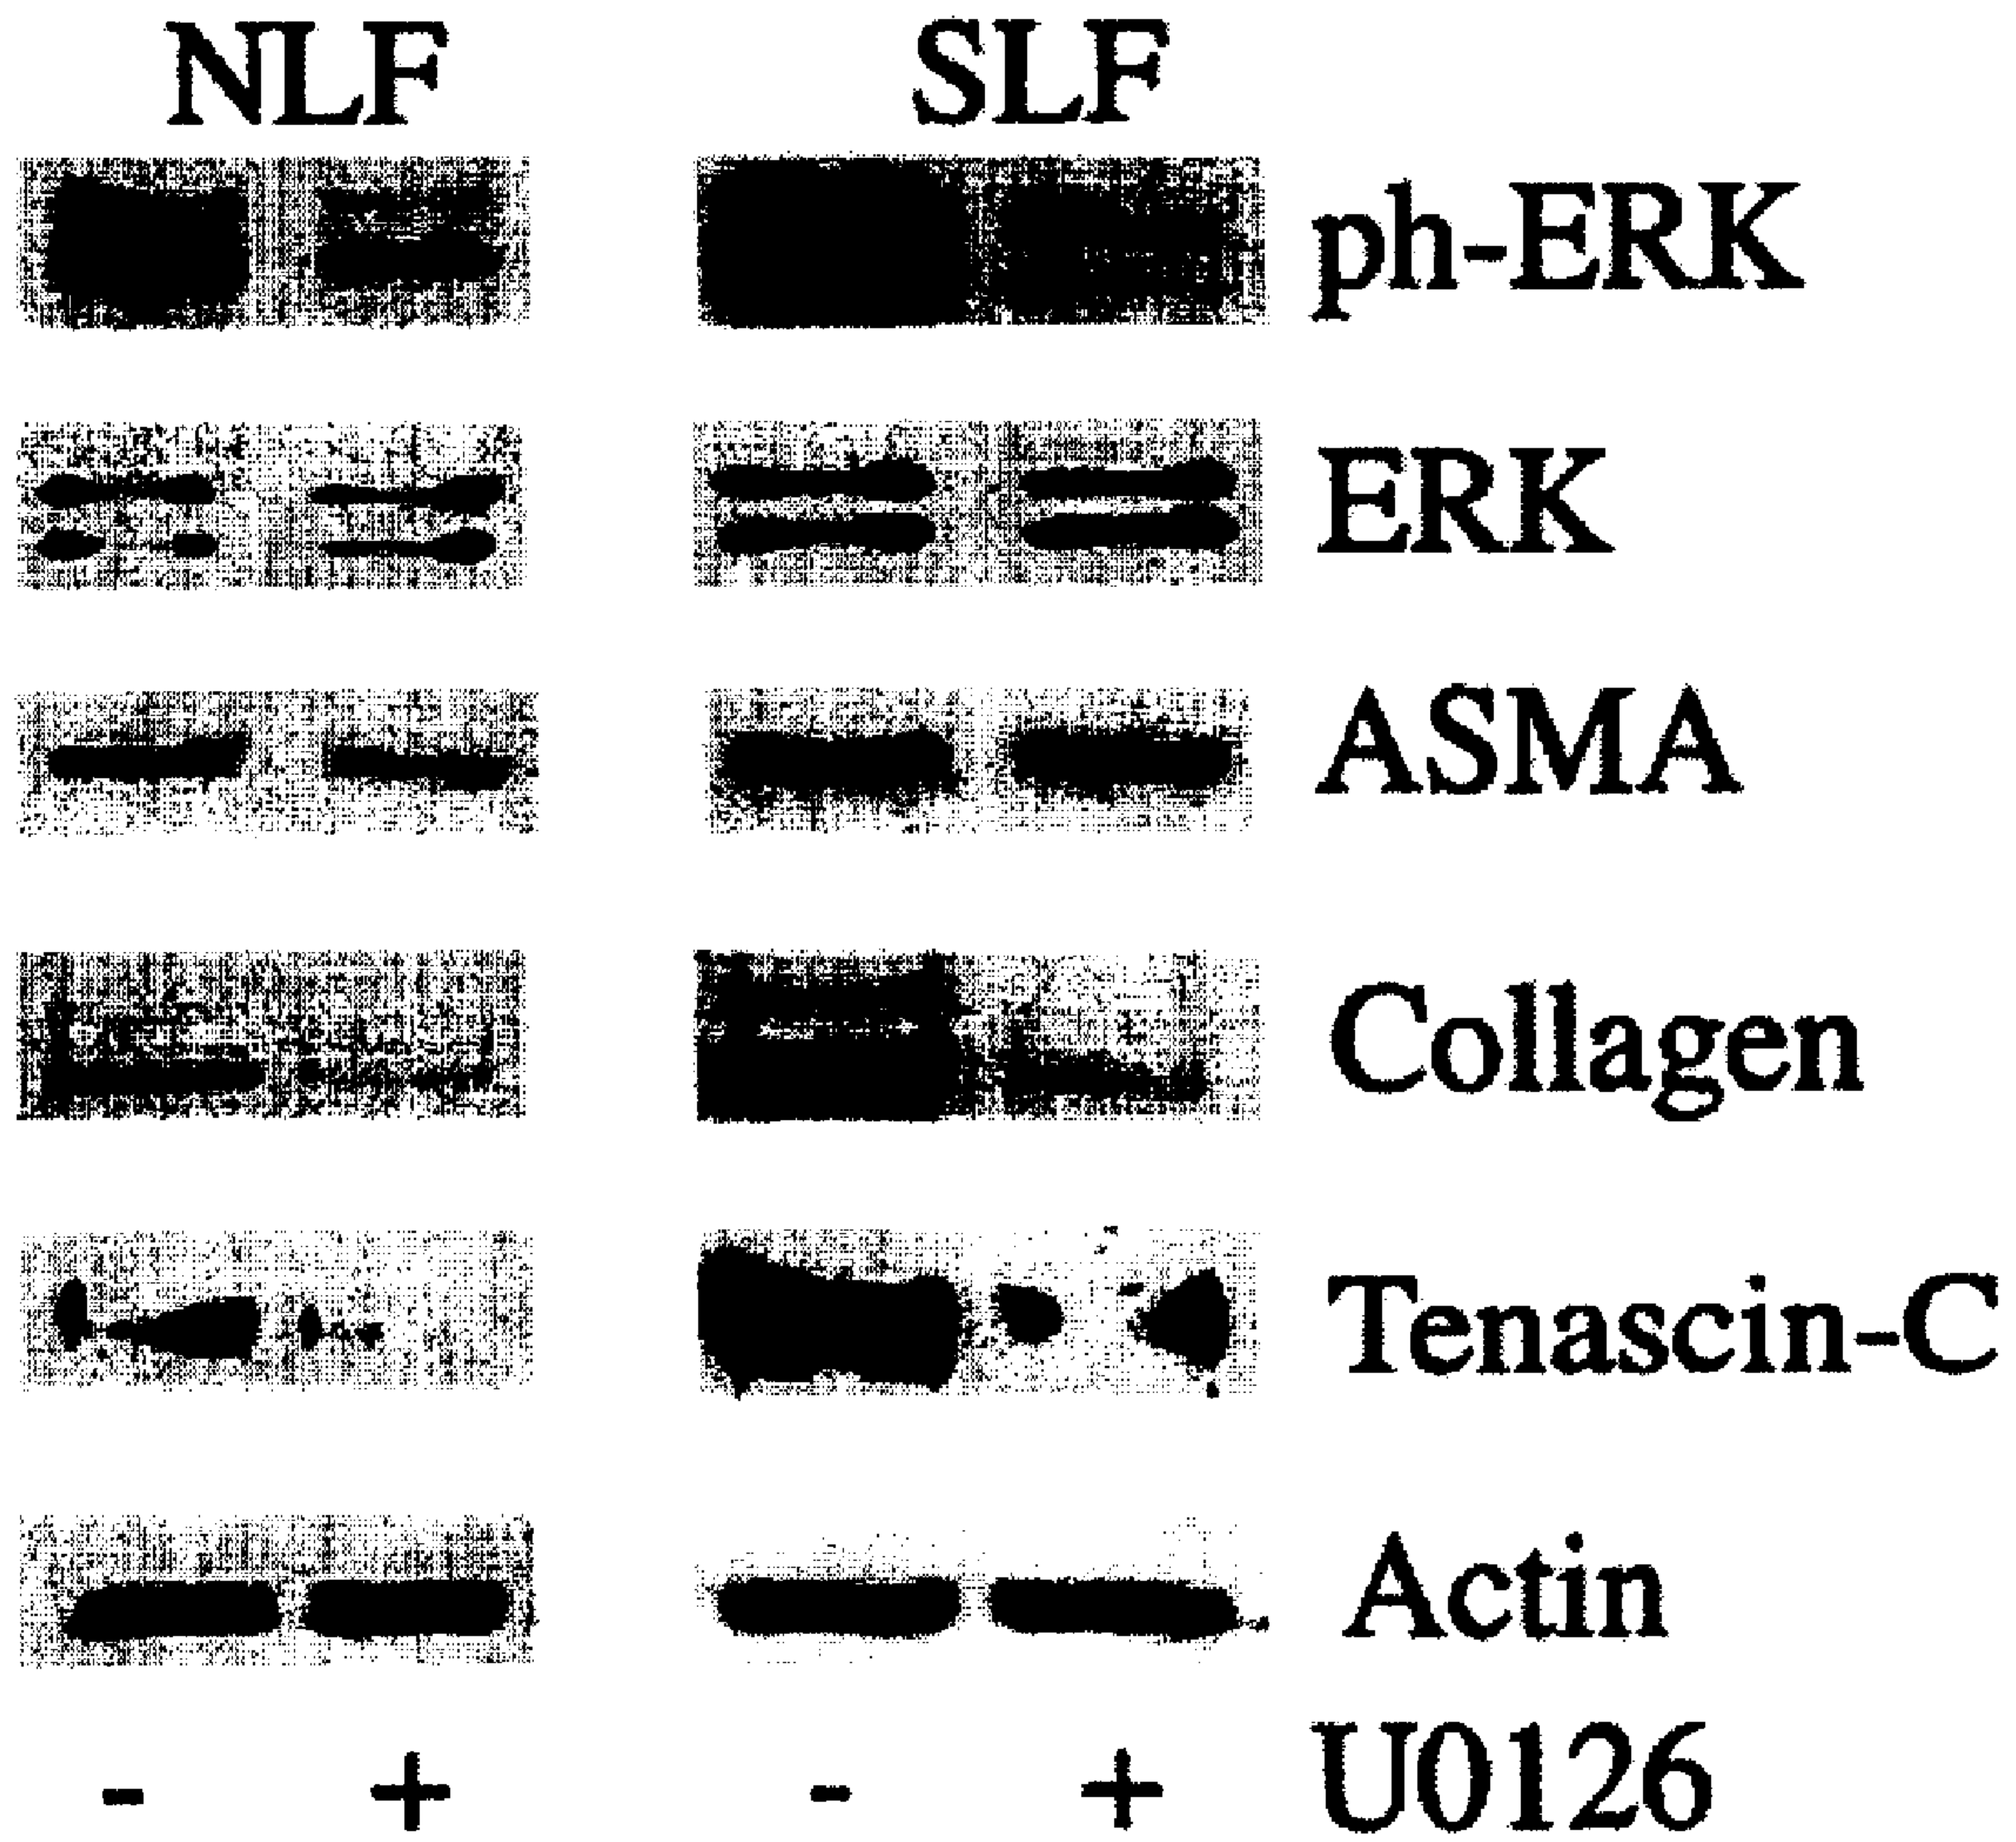 NLF SLF
ph-ERK
ERK
ASMA
Collagen
Tenascin-C
Actin
- + - + U0126